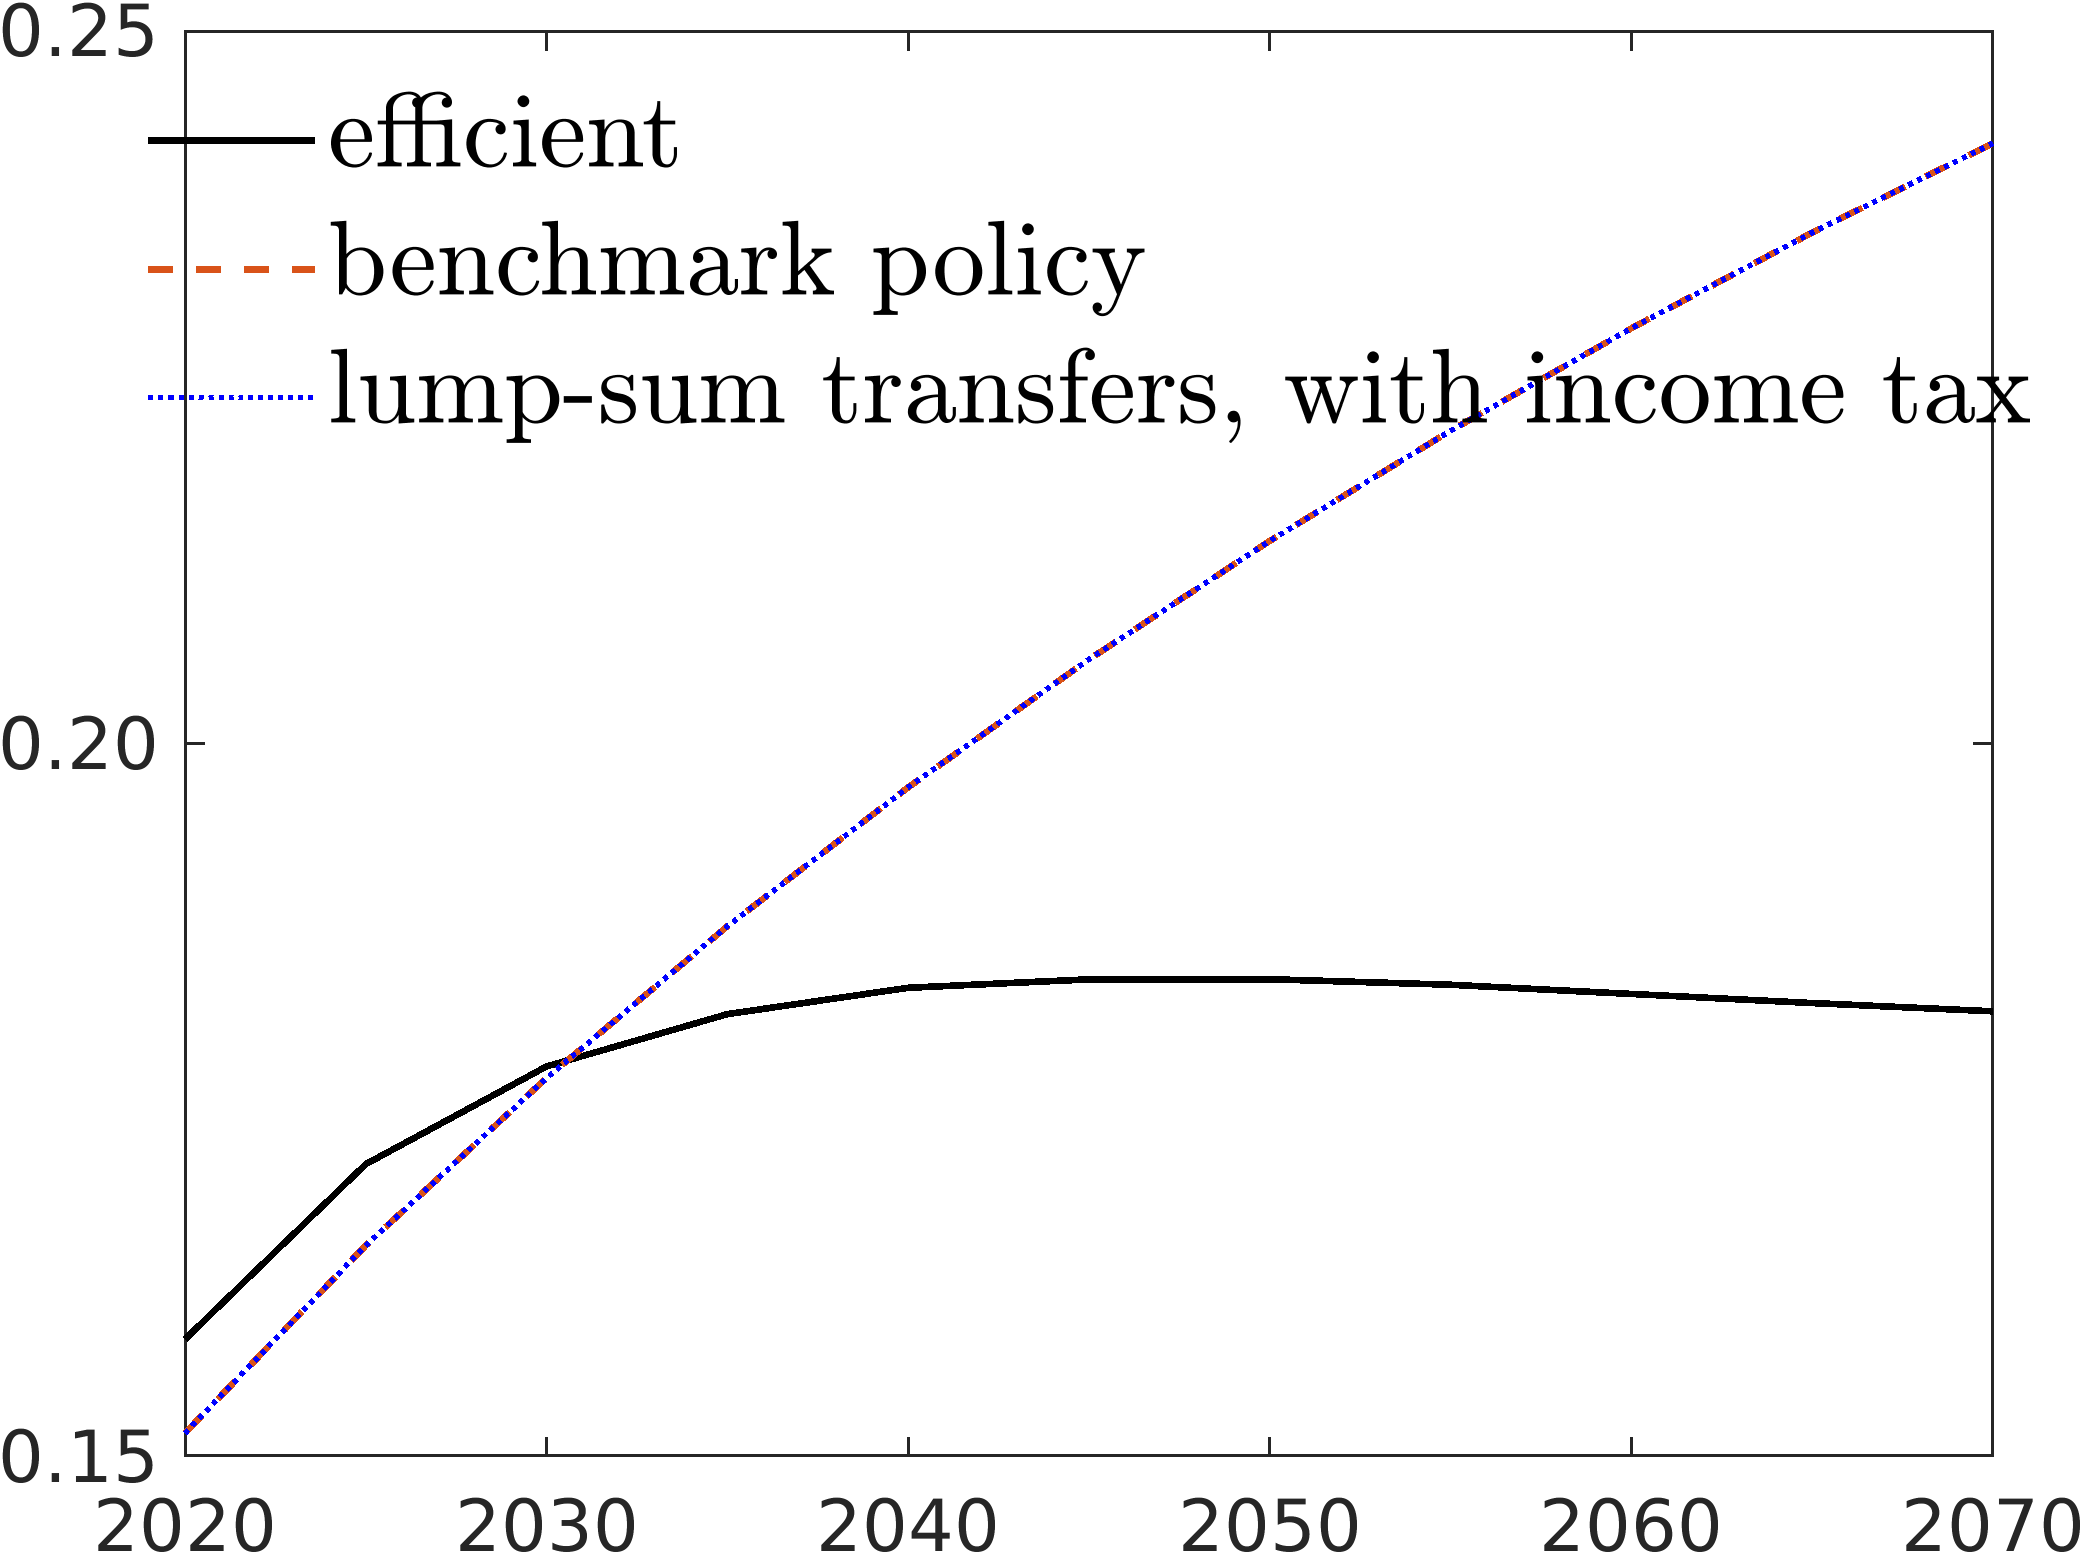 0.25
efficient
benchmark policy
lump-sum transfers, with income tax
0.20
0.15
2020 2030 2040 2050 2060 2070